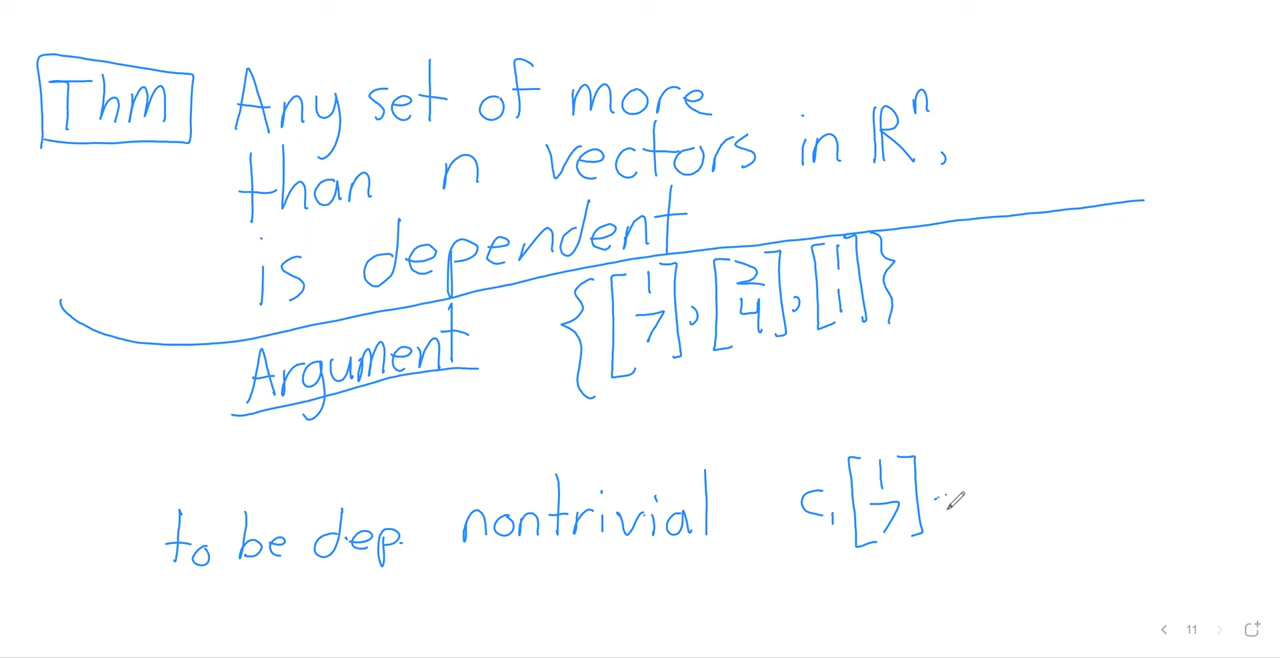 Thm Any set of more
than n vectors in ℝⁿ,
is dependent
Argument { [1 7], [2 4], [1 1] }
to be dep. nontrivial c₁ [1 7]
11